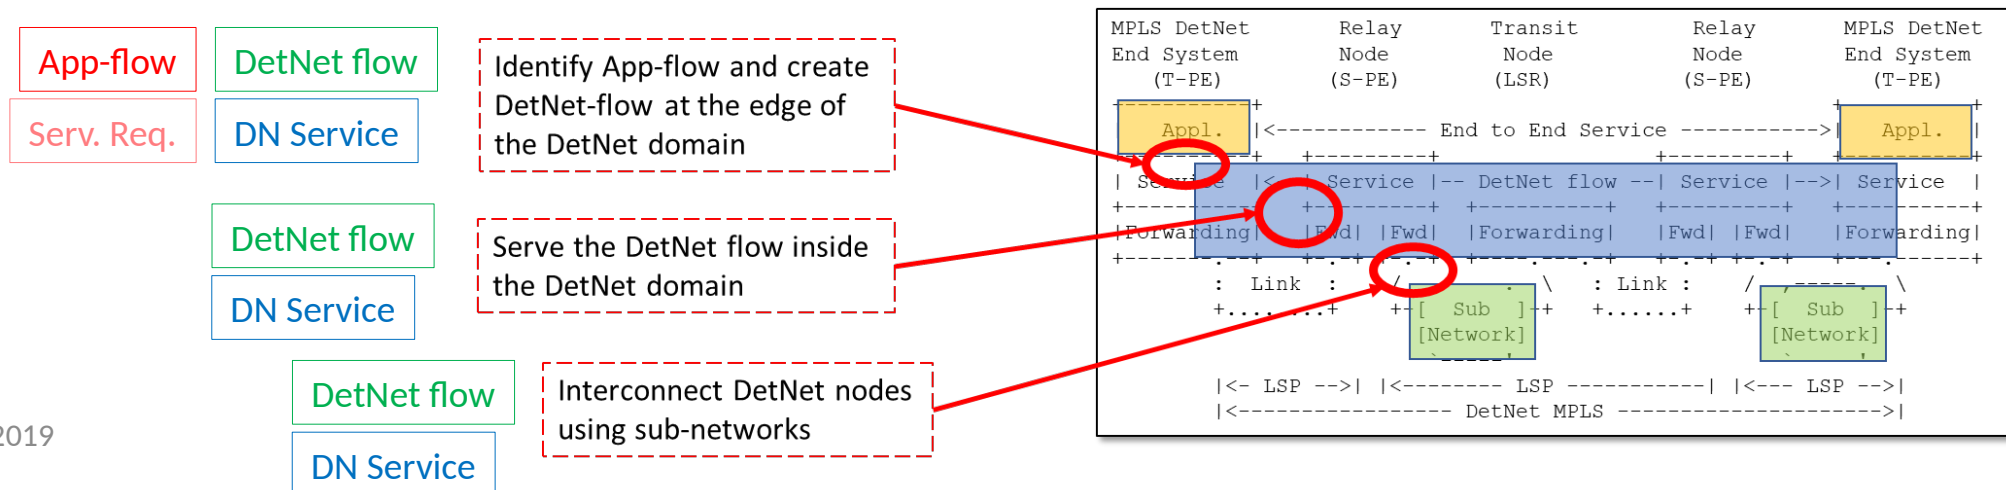 App-flow
DetNet flow
Serv. Req.
DN Service
Identify App-flow and create
DetNet-flow at the edge of
the DetNet domain
DetNet flow
DN Service
Serve the DetNet flow inside
the DetNet domain
DetNet flow
DN Service
Interconnect DetNet nodes
using sub-networks
2019
MPLS DetNet Relay Transit Relay MPLS DetNet
End System Node Node Node End System
(T-PE) (S-PE) (LSR) (S-PE) (T-PE)
+----------+ +----------+
Appl. |<------------ End to End Service ----------->| Appl. |
+----------+ +---------+ +---------+ +----------+
| Service |<--| Service |-- DetNet flow --| Service |-->| Service |
+----------+ +---------+ +----------+ +---------+ +----------+
|Forwarding| |Fwd| |Fwd| |Forwarding| |Fwd| |Fwd| |Forwarding|
+-------.--+ +-.-+ +-.-+ +----.---.-+ +-.-+ +-.-+ +---.------+
: Link : / . \ : Link : / ,-----. \
+........+ +-[ Sub ]-+ +......+ +-[ Sub ]-+
[Network] [Network]
`-----' `-----'
|<- LSP -->| |<-------- LSP -----------| |<--- LSP -->|
|<----------------- DetNet MPLS --------------------->|